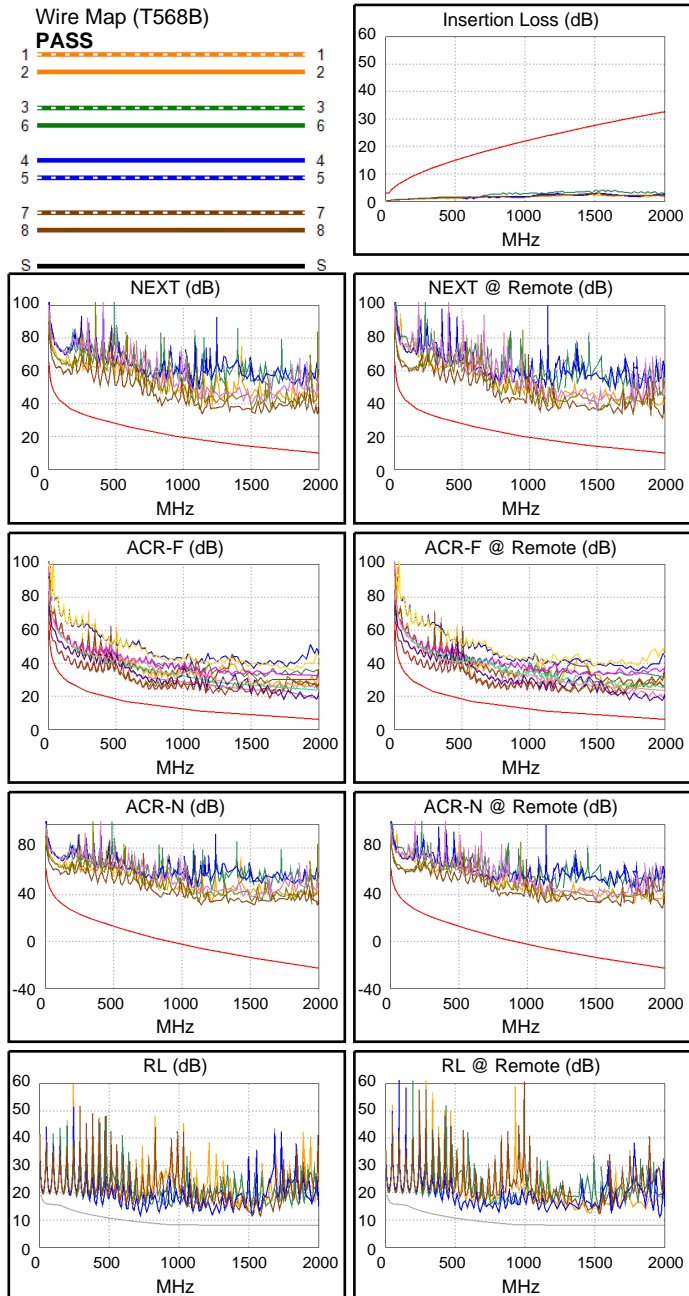 Wire Map (T568B)
PASS
1 1
2 2
3 3
6 6
4 4
5 5
7 7
8 8
S S
Insertion Loss (dB)
60
50
40
30
20
10
0
500 1000 1500 2000
MHz
NEXT (dB)
100
80
60
40
20
0
0 500 1000 1500 2000
MHz
NEXT @ Remote (dB)
100
80
60
40
20
0
0 500 1000 1500 2000
MHz
ACR-F (dB)
100
80
60
40
20
0
0 500 1000 1500 2000
MHz
ACR-F @ Remote (dB)
100
80
60
40
20
0
0 500 1000 1500 2000
MHz
ACR-N (dB)
80
40
0
-40
0 500 1000 1500 2000
MHz
ACR-N @ Remote (dB)
80
40
0
-40
0 500 1000 1500 2000
MHz
RL (dB)
60
50
40
30
20
10
0
0 500 1000 1500 2000
MHz
RL @ Remote (dB)
60
50
40
30
20
10
0
0 500 1000 1500 2000
MHz